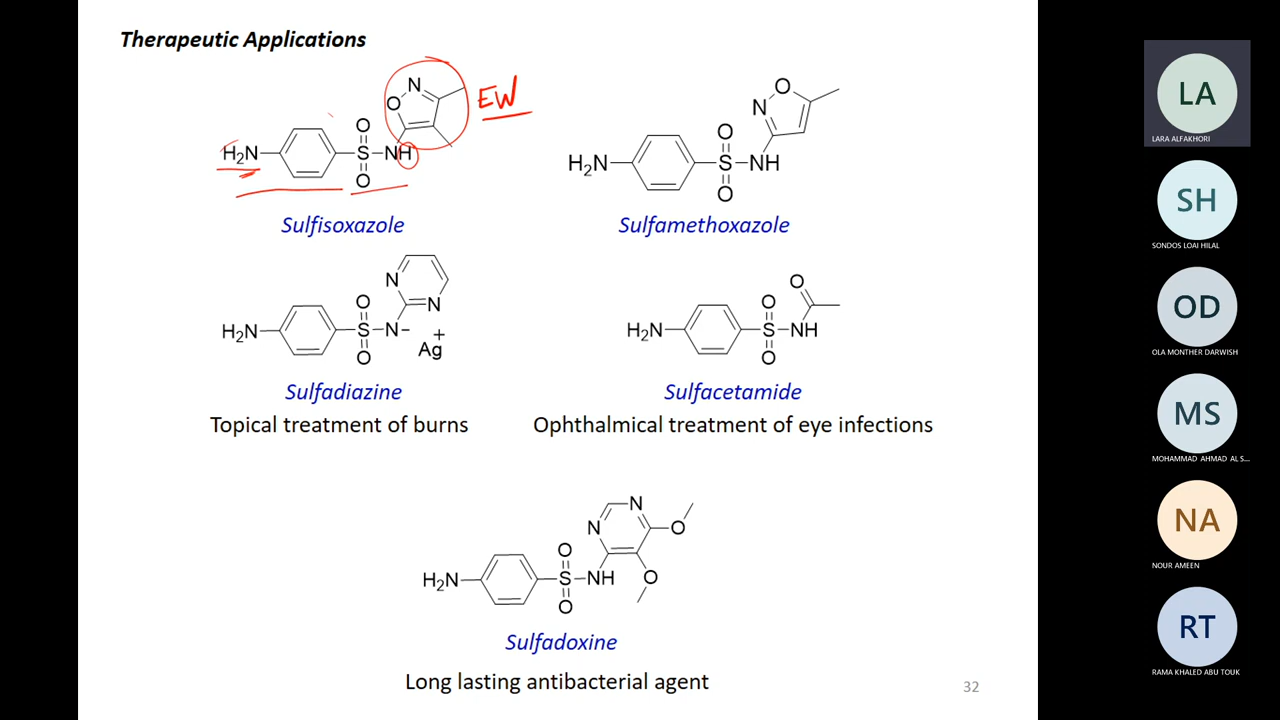 Therapeutic Applications
EW
O
N
H₂N
O
S
O
NH
Sulfisoxazole
O
N
H₂N
O
S
O
NH
Sulfamethoxazole
N
N
H₂N
O
S
O
N−
+
Ag
Sulfadiazine
Topical treatment of burns
O
H₂N
O
S
O
NH
Sulfacetamide
Ophthalmical treatment of eye infections
N
N
O
O
H₂N
O
S
O
NH
Sulfadoxine
Long lasting antibacterial agent
32
LA
LARA ALFAKHORI
SH
SONDOS LOAI HILAL
OD
OLA MONTHER DARWISH
MS
MOHAMMAD AHMAD AL S...
NA
NOUR AMEEN
RT
RAMA KHALED ABU TOUK